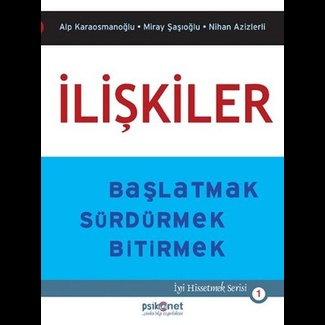 Alp Karaosmanoğlu • Miray Şaşıoğlu • Nihan Azizlerli
İLİŞKİLER
BAŞLATMAK
SÜRDÜRMEK
BİTİRMEK
İyi Hissetmek Serisi 1
psikonet